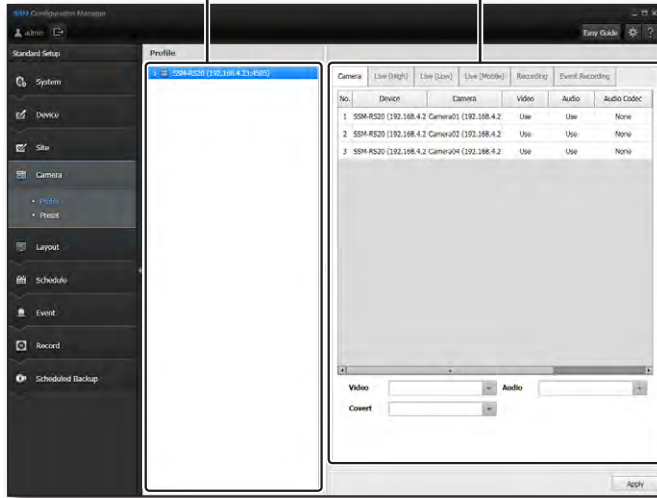 SSM Configuration Manager
admin
Easy Guide
?
Standard Setup
Profile
System
Device
Site
Camera
• Profile
• Preset
Layout
Schedule
Event
Record
Scheduled Backup
SSM-RS20 (192.168.4.23:4505)
Camera Live (High) Live (Low) Live (Mobile) Recording Event Recording
No. Device Camera Video Audio Audio Codec
1 SSM-RS20 (192.168.4.2 Camera01 (192.168.4.2 Use Use None
2 SSM-RS20 (192.168.4.2 Camera02 (192.168.4.2 Use Use None
3 SSM-RS20 (192.168.4.2 Camera04 (192.168.4.2 Use Use None
Video Audio
Covert
Apply